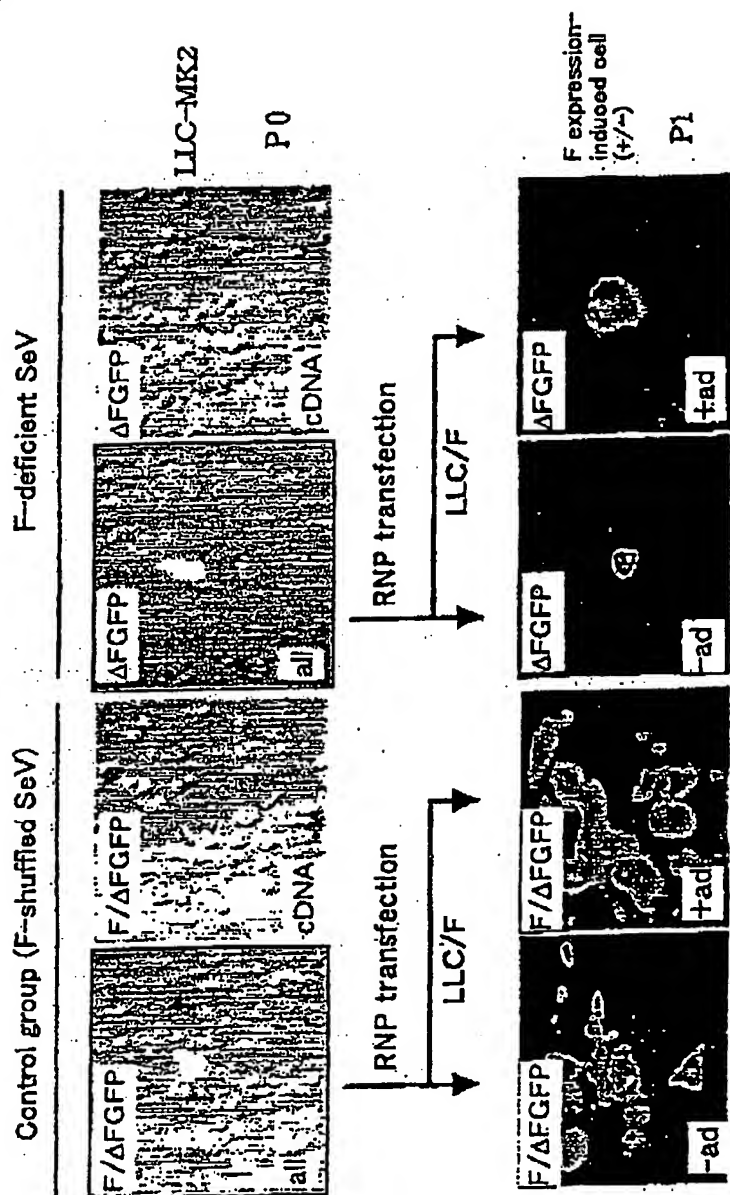 Control group (F-shuffled SeV)
F-deficient SeV
F/ΔFGFP
all
F/ΔFGFP
cDNA
ΔFGFP
all
ΔFGFP
cDNA
LLC-MK2
P0
RNP transfection
LLC/F
RNP transfection
LLC/F
F/ΔFGFP
-ad
F/ΔFGFP
+ad
ΔFGFP
-ad
ΔFGFP
+ad
F expression-
induced cell
(+/-)
P1